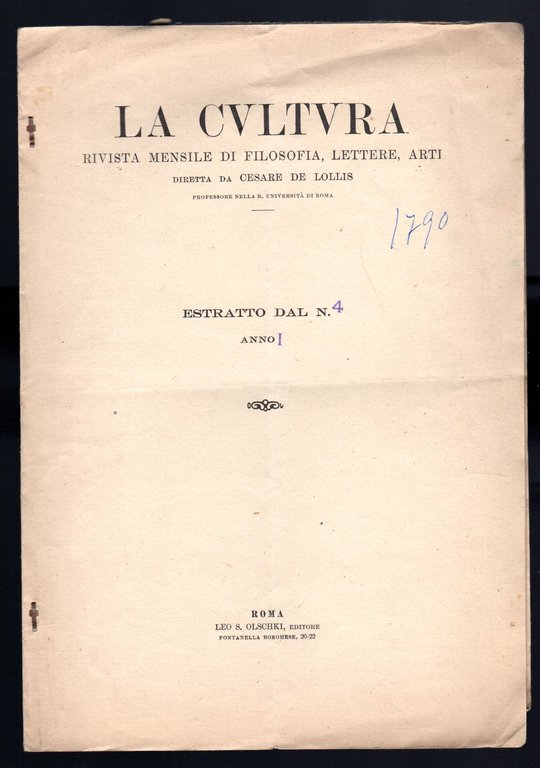 LA CVLTVRA
RIVISTA MENSILE DI FILOSOFIA, LETTERE, ARTI
DIRETTA DA CESARE DE LOLLIS
PROFESSORE NELLA R. UNIVERSITÀ DI ROMA
1790
ESTRATTO DAL N. 4
ANNO I
ROMA
LEO S. OLSCHKI, EDITORE
FONTANELLA BORGHESE, 20-22